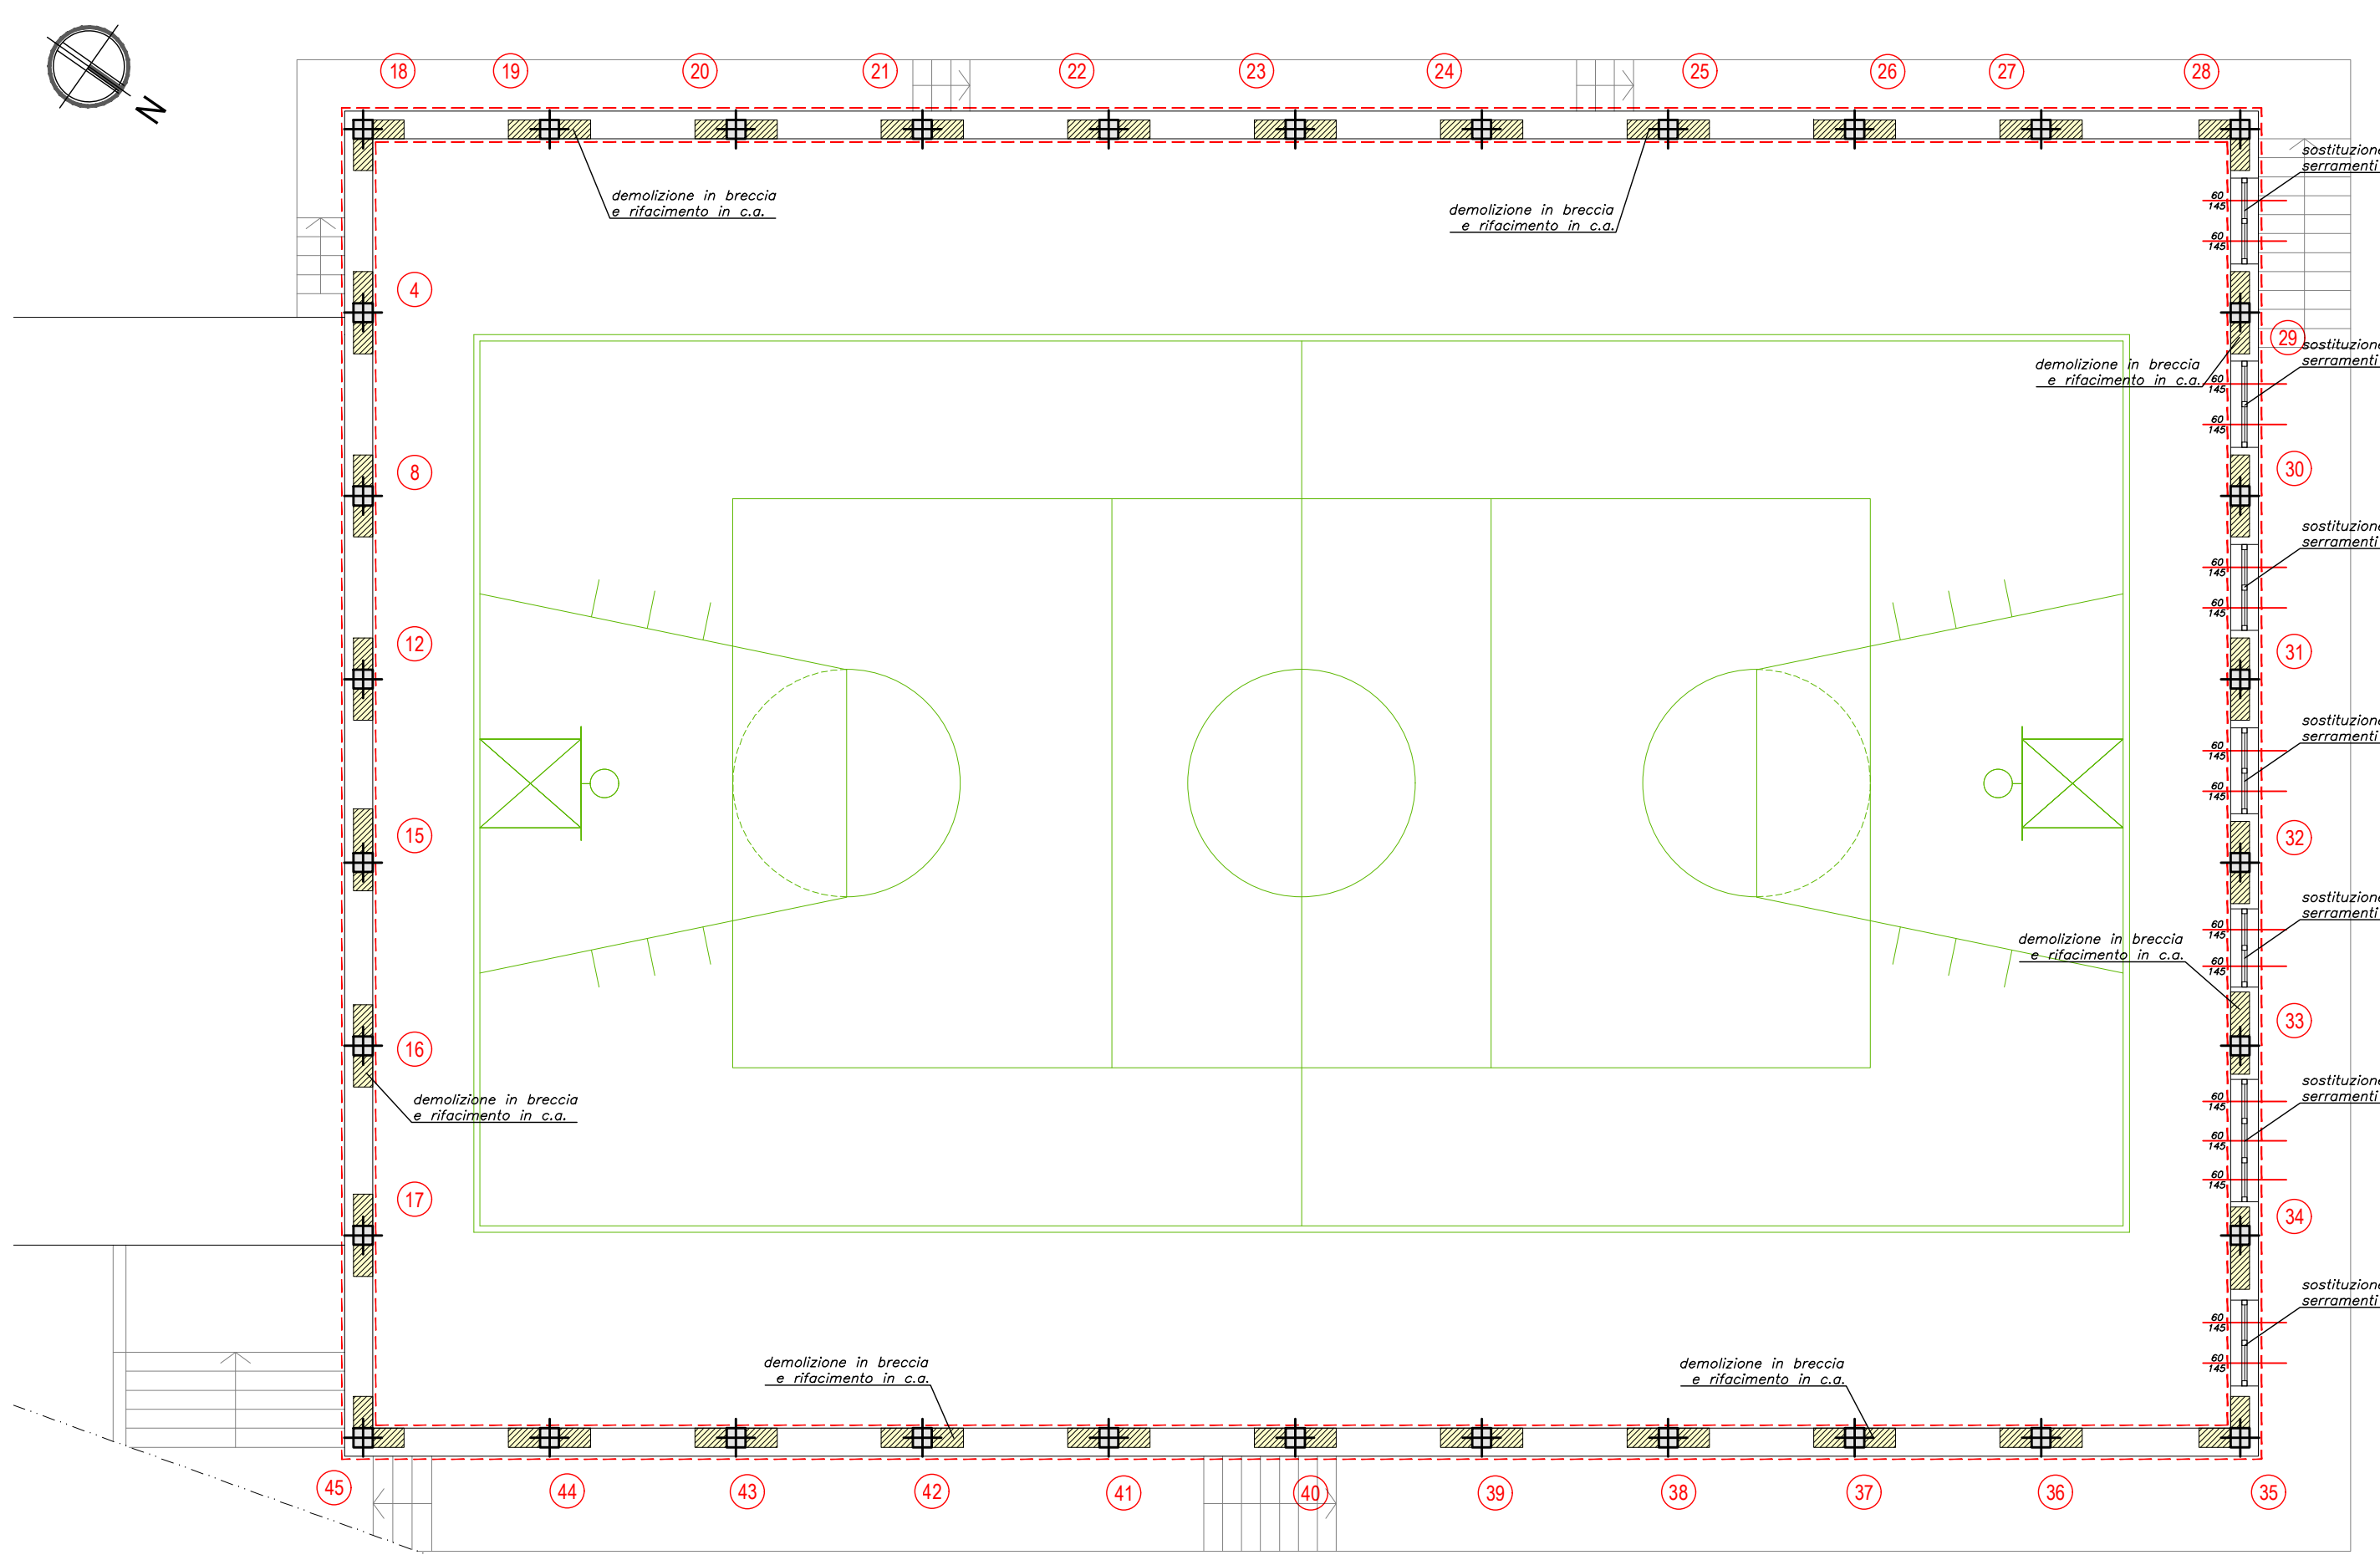 N
18 19 20 21 22 23 24 25 26 27 28
sostituzione
serramenti
60
145
demolizione in breccia
e rifacimento in c.a.
demolizione in breccia
e rifacimento in c.a.
60
145
4
29
sostituzione
serramenti
demolizione in breccia
e rifacimento in c.a.
60
145
60
145
8
30
sostituzione
serramenti
60
145
60
145
12
31
sostituzione
serramenti
60
145
60
145
15
32
sostituzione
serramenti
60
145
demolizione in breccia
e rifacimento in c.a.
60
145
33
16
sostituzione
serramenti
demolizione in breccia
e rifacimento in c.a.
60
145
60
145
60
145
17
34
sostituzione
serramenti
60
145
60
145
demolizione in breccia
e rifacimento in c.a.
demolizione in breccia
e rifacimento in c.a.
45 44 43 42 41 40 39 38 37 36 35